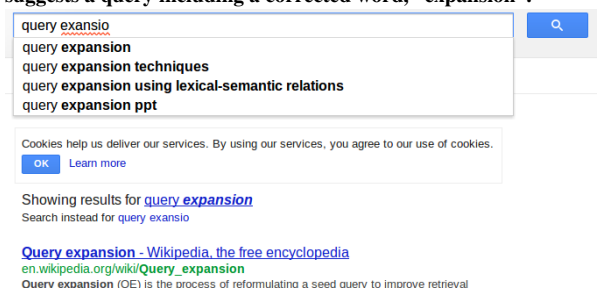 suggests a query including a corrected word, "expansion".
query exansio
query expansion
query expansion techniques
query expansion using lexical-semantic relations
query expansion ppt
Cookies help us deliver our services. By using our services, you agree to our use of cookies.
OK Learn more
Showing results for query expansion
Search instead for query exansio
Query expansion - Wikipedia, the free encyclopedia
en.wikipedia.org/wiki/Query_expansion
Query expansion (QE) is the process of reformulating a seed query to improve retrieval